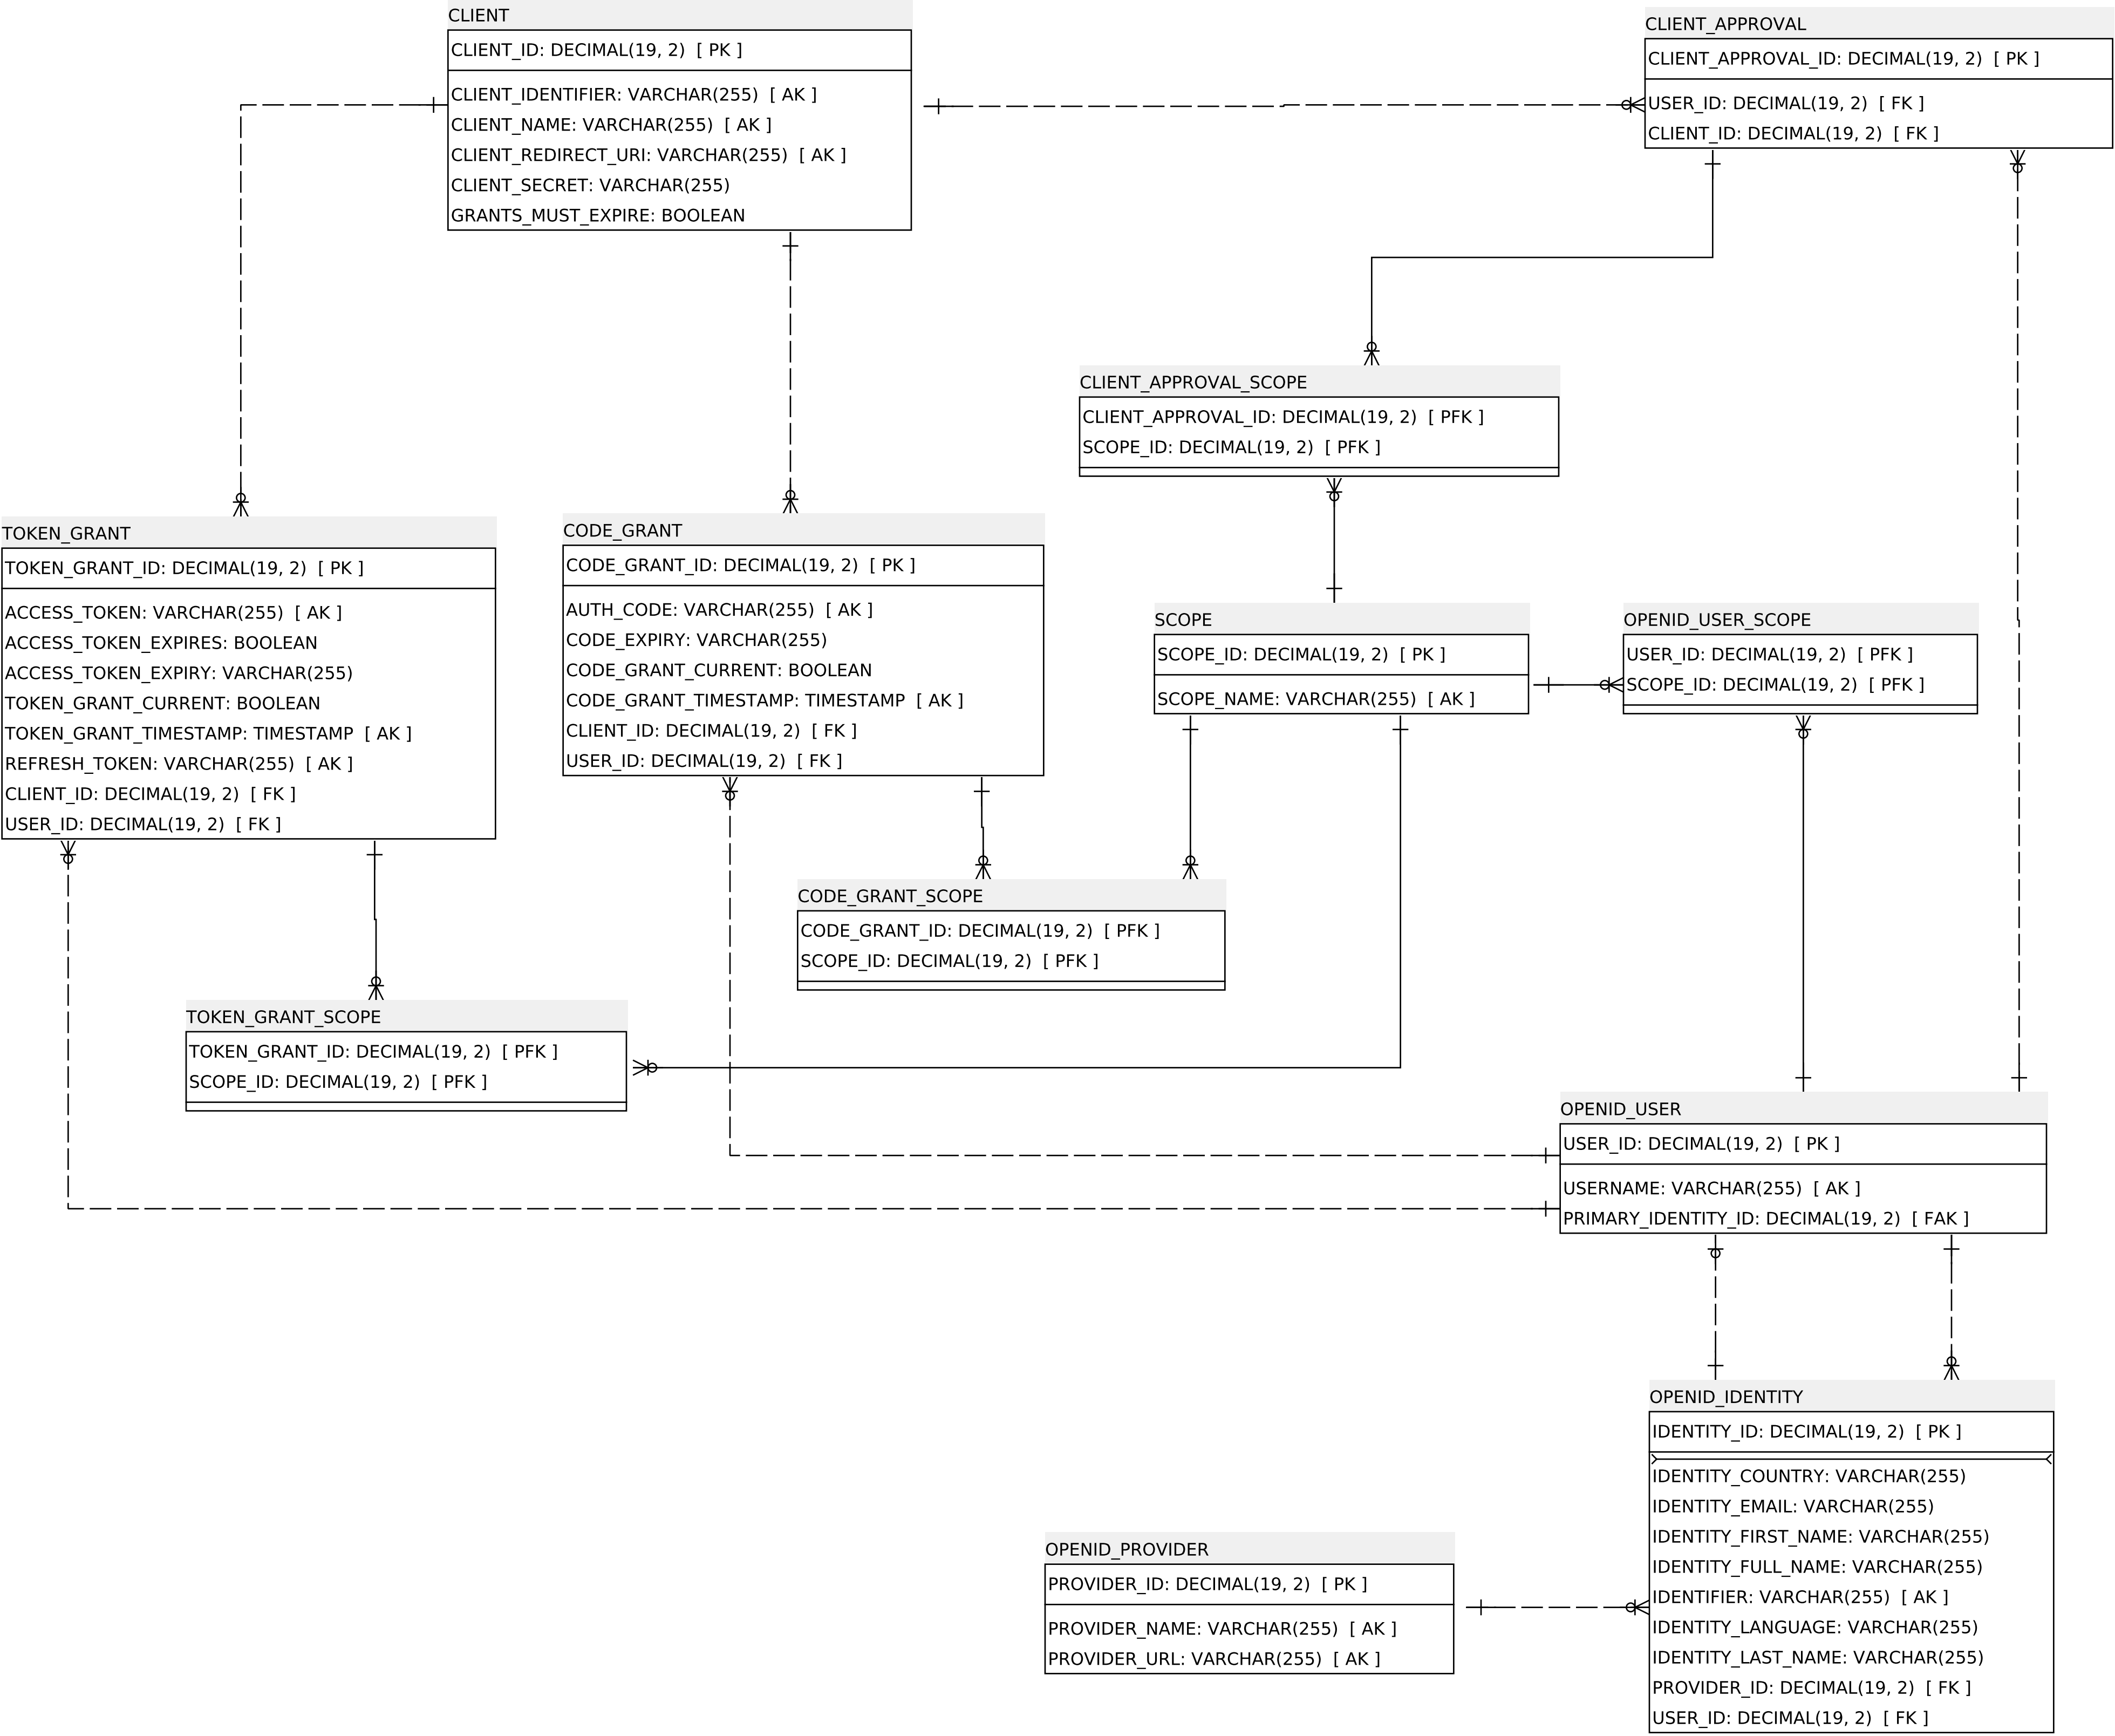 CLIENT
CLIENT_ID: DECIMAL(19, 2)  [ PK ]
CLIENT_IDENTIFIER: VARCHAR(255)  [ AK ]
CLIENT_NAME: VARCHAR(255)  [ AK ]
CLIENT_REDIRECT_URI: VARCHAR(255)  [ AK ]
CLIENT_SECRET: VARCHAR(255)
GRANTS_MUST_EXPIRE: BOOLEAN
CLIENT_APPROVAL
CLIENT_APPROVAL_ID: DECIMAL(19, 2)  [ PK ]
USER_ID: DECIMAL(19, 2)  [ FK ]
CLIENT_ID: DECIMAL(19, 2)  [ FK ]
CLIENT_APPROVAL_SCOPE
CLIENT_APPROVAL_ID: DECIMAL(19, 2)  [ PFK ]
SCOPE_ID: DECIMAL(19, 2)  [ PFK ]
TOKEN_GRANT
TOKEN_GRANT_ID: DECIMAL(19, 2)  [ PK ]
ACCESS_TOKEN: VARCHAR(255)  [ AK ]
ACCESS_TOKEN_EXPIRES: BOOLEAN
ACCESS_TOKEN_EXPIRY: VARCHAR(255)
TOKEN_GRANT_CURRENT: BOOLEAN
TOKEN_GRANT_TIMESTAMP: TIMESTAMP  [ AK ]
REFRESH_TOKEN: VARCHAR(255)  [ AK ]
CLIENT_ID: DECIMAL(19, 2)  [ FK ]
USER_ID: DECIMAL(19, 2)  [ FK ]
CODE_GRANT
CODE_GRANT_ID: DECIMAL(19, 2)  [ PK ]
AUTH_CODE: VARCHAR(255)  [ AK ]
CODE_EXPIRY: VARCHAR(255)
CODE_GRANT_CURRENT: BOOLEAN
CODE_GRANT_TIMESTAMP: TIMESTAMP  [ AK ]
CLIENT_ID: DECIMAL(19, 2)  [ FK ]
USER_ID: DECIMAL(19, 2)  [ FK ]
SCOPE
SCOPE_ID: DECIMAL(19, 2)  [ PK ]
SCOPE_NAME: VARCHAR(255)  [ AK ]
OPENID_USER_SCOPE
USER_ID: DECIMAL(19, 2)  [ PFK ]
SCOPE_ID: DECIMAL(19, 2)  [ PFK ]
CODE_GRANT_SCOPE
CODE_GRANT_ID: DECIMAL(19, 2)  [ PFK ]
SCOPE_ID: DECIMAL(19, 2)  [ PFK ]
TOKEN_GRANT_SCOPE
TOKEN_GRANT_ID: DECIMAL(19, 2)  [ PFK ]
SCOPE_ID: DECIMAL(19, 2)  [ PFK ]
OPENID_USER
USER_ID: DECIMAL(19, 2)  [ PK ]
USERNAME: VARCHAR(255)  [ AK ]
PRIMARY_IDENTITY_ID: DECIMAL(19, 2)  [ FAK ]
OPENID_IDENTITY
IDENTITY_ID: DECIMAL(19, 2)  [ PK ]
IDENTITY_COUNTRY: VARCHAR(255)
IDENTITY_EMAIL: VARCHAR(255)
IDENTITY_FIRST_NAME: VARCHAR(255)
IDENTITY_FULL_NAME: VARCHAR(255)
IDENTIFIER: VARCHAR(255)  [ AK ]
IDENTITY_LANGUAGE: VARCHAR(255)
IDENTITY_LAST_NAME: VARCHAR(255)
PROVIDER_ID: DECIMAL(19, 2)  [ FK ]
USER_ID: DECIMAL(19, 2)  [ FK ]
OPENID_PROVIDER
PROVIDER_ID: DECIMAL(19, 2)  [ PK ]
PROVIDER_NAME: VARCHAR(255)  [ AK ]
PROVIDER_URL: VARCHAR(255)  [ AK ]